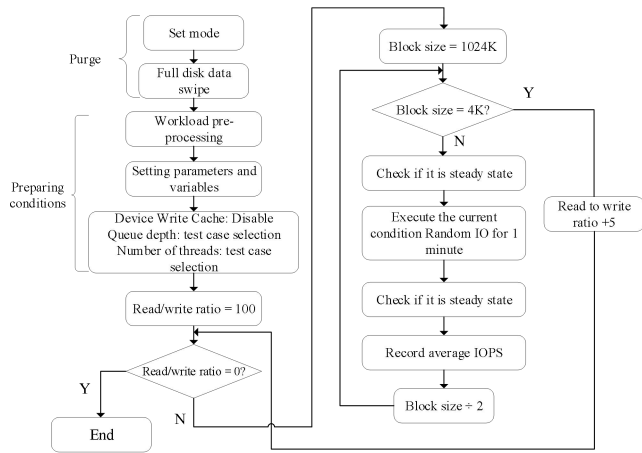 Purge
Set mode
Full disk data
swipe
Preparing
conditions
Workload pre-
processing
Setting parameters and
variables
Device Write Cache: Disable
Queue depth: test case selection
Number of threads: test case
selection
Read/write ratio = 100
Read/write ratio = 0?
Y
N
End
Block size = 1024K
Block size = 4K?
Y
N
Check if it is steady state
Execute the current
condition Random IO for 1
minute
Check if it is steady state
Record average IOPS
Block size ÷ 2
Read to write
ratio +5